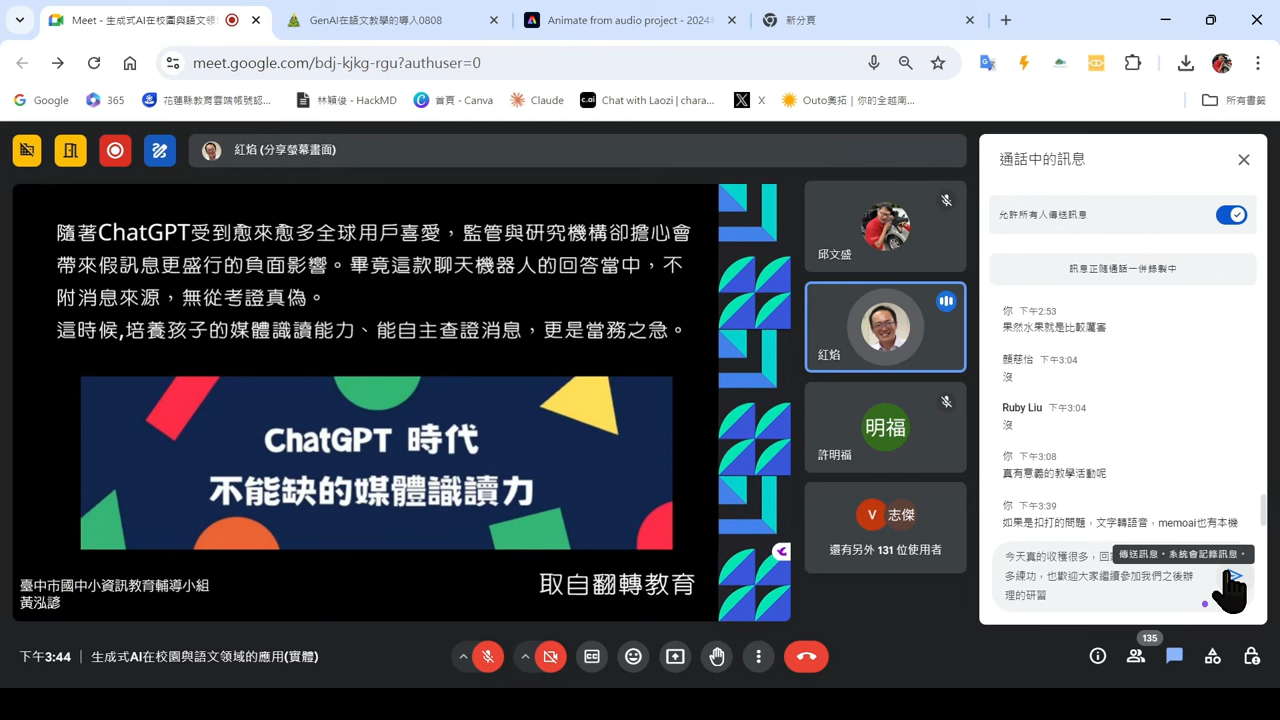 Meet - 生成式AI在校園與語文領
GenAI在語文教學的導入0808
Animate from audio project - 2024
新分頁
meet.google.com/bdj-kjkg-rgu?authuser=0
Google
365
花蓮縣教育雲端帳號認...
林穎俊 - HackMD
首頁 - Canva
Claude
c.ai
Chat with Laozi | chara...
X
Outo奧拓 | 你的全越南...
所有書籤
紅焰 (分享螢幕畫面)
隨著ChatGPT受到愈來愈多全球用戶喜愛，監管與研究機構卻擔心會
帶來假訊息更盛行的負面影響。畢竟這款聊天機器人的回答當中，不
附消息來源，無從考證真偽。
這時候,培養孩子的媒體識讀能力、能自主查證消息，更是當務之急。
ChatGPT 時代
不能缺的媒體識讀力
臺中市國中小資訊教育輔導小組
黃泓諺
取自翻轉教育
邱文盛
紅焰
明福
許明福
V
志傑
還有另外 131 位使用者
通話中的訊息
允許所有人傳送訊息
訊息正隨通話一併錄製中
你 下午2:53
果然水果就是比較厲害
顏慈怡 下午3:04
沒
Ruby Liu 下午3:04
沒
你 下午3:08
真有意義的教學活動呢
你 下午3:39
如果是扣打的問題，文字轉語音，memoai也有本機
今天真的收穫很多，回
傳送訊息。系統會記錄訊息。
多練功，也歡迎大家繼續參加我們之後辦
理的研習
下午3:44 | 生成式AI在校園與語文領域的應用(實體)
135